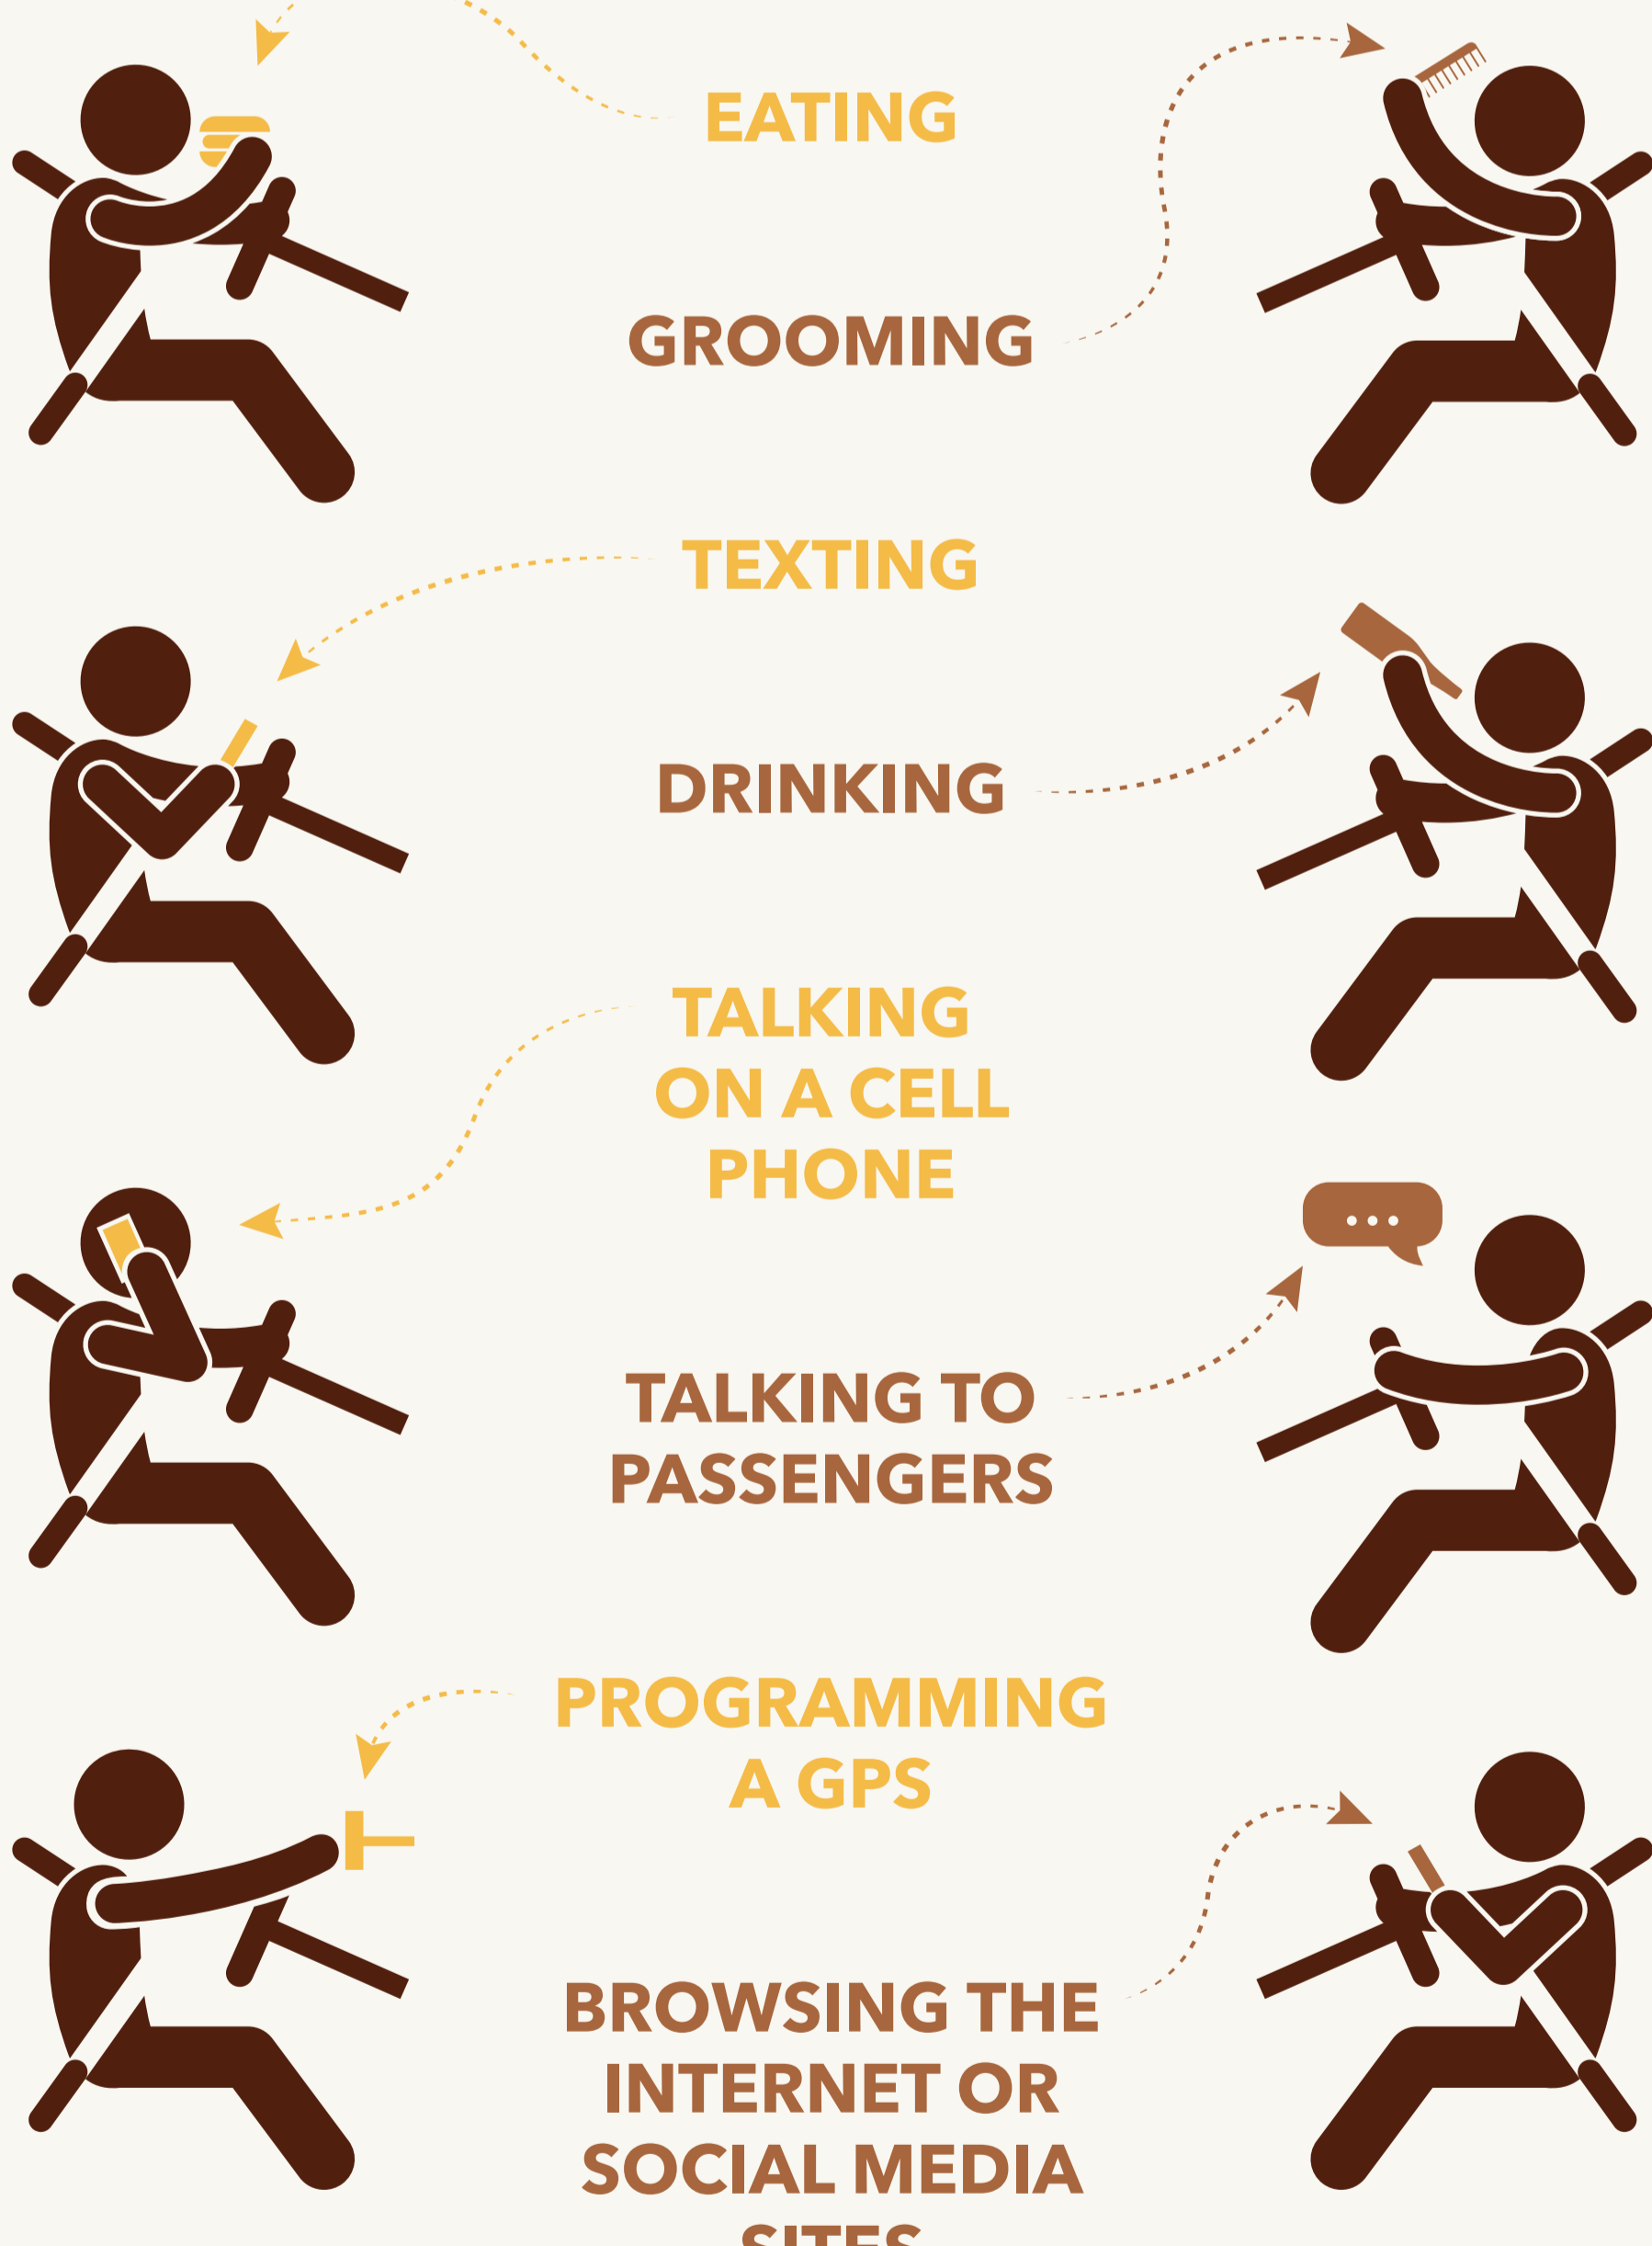 EATING
GROOMING
TEXTING
DRINKING
TALKING
ON A CELL
PHONE
TALKING TO
PASSENGERS
PROGRAMMING
A GPS
BROWSING THE
INTERNET OR
SOCIAL MEDIA
SITES